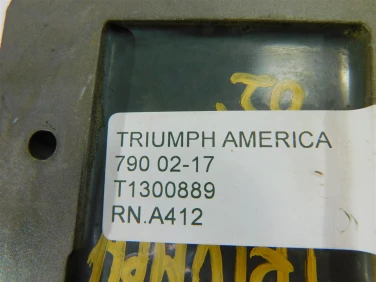 TRIUMPH AMERICA
790 02-17
T1300889
RN.A412